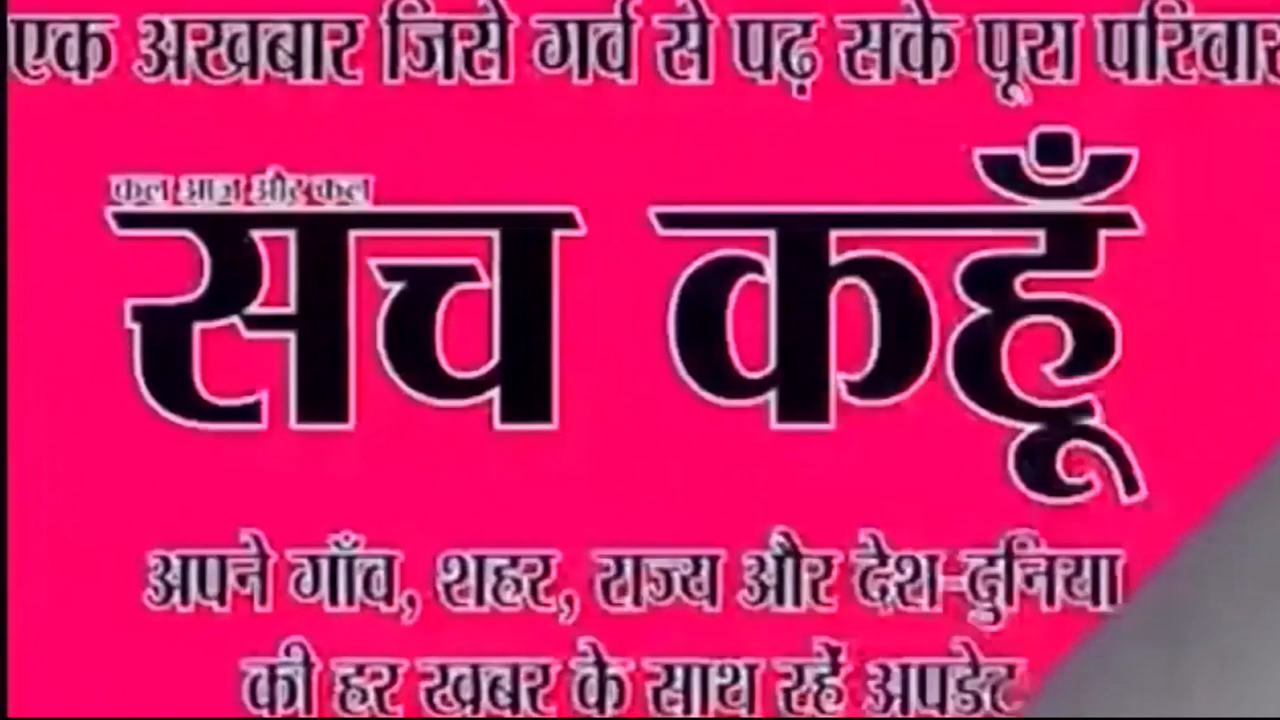 एक अखबार जिसे गर्व से पढ़ सके पूरा परिवार
कल आज और कल
सच कहूँ
अपने गाँव, शहर, राज्य और देश-दुनिया
की हर खबर के साथ रहें अपडेट